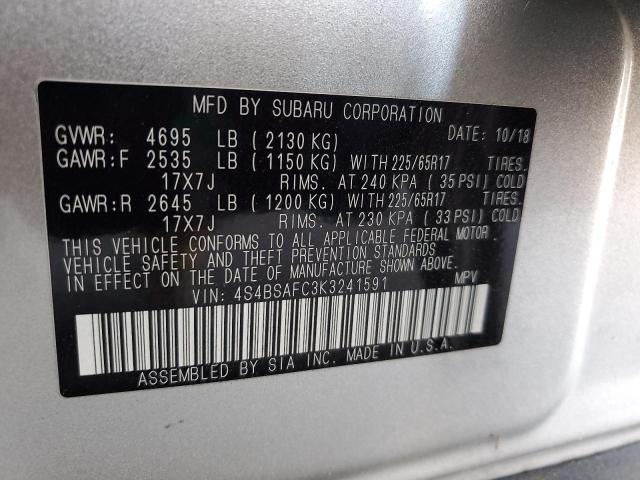 MFD BY SUBARU CORPORATION
GVWR: 4695 LB (2130 KG) DATE: 10/18
GAWR:F 2535 LB (1150 KG) WITH 225/65R17 TIRES.
17X7J RIMS. AT 240 KPA (35 PSI) COLD
GAWR:R 2645 LB (1200 KG) WITH 225/65R17 TIRES.
17X7J RIMS. AT 230 KPA (33 PSI) COLD
THIS VEHICLE CONFORMS TO ALL APPLICABLE FEDERAL MOTOR
VEHICLE SAFETY AND THEFT PREVENTION STANDARDS
IN EFFECT ON THE DATE OF MANUFACTURE SHOWN ABOVE.
VIN: 4S4BSAFC3K3241591 MPV
ASSEMBLED BY SIA INC. MADE IN U.S.A.